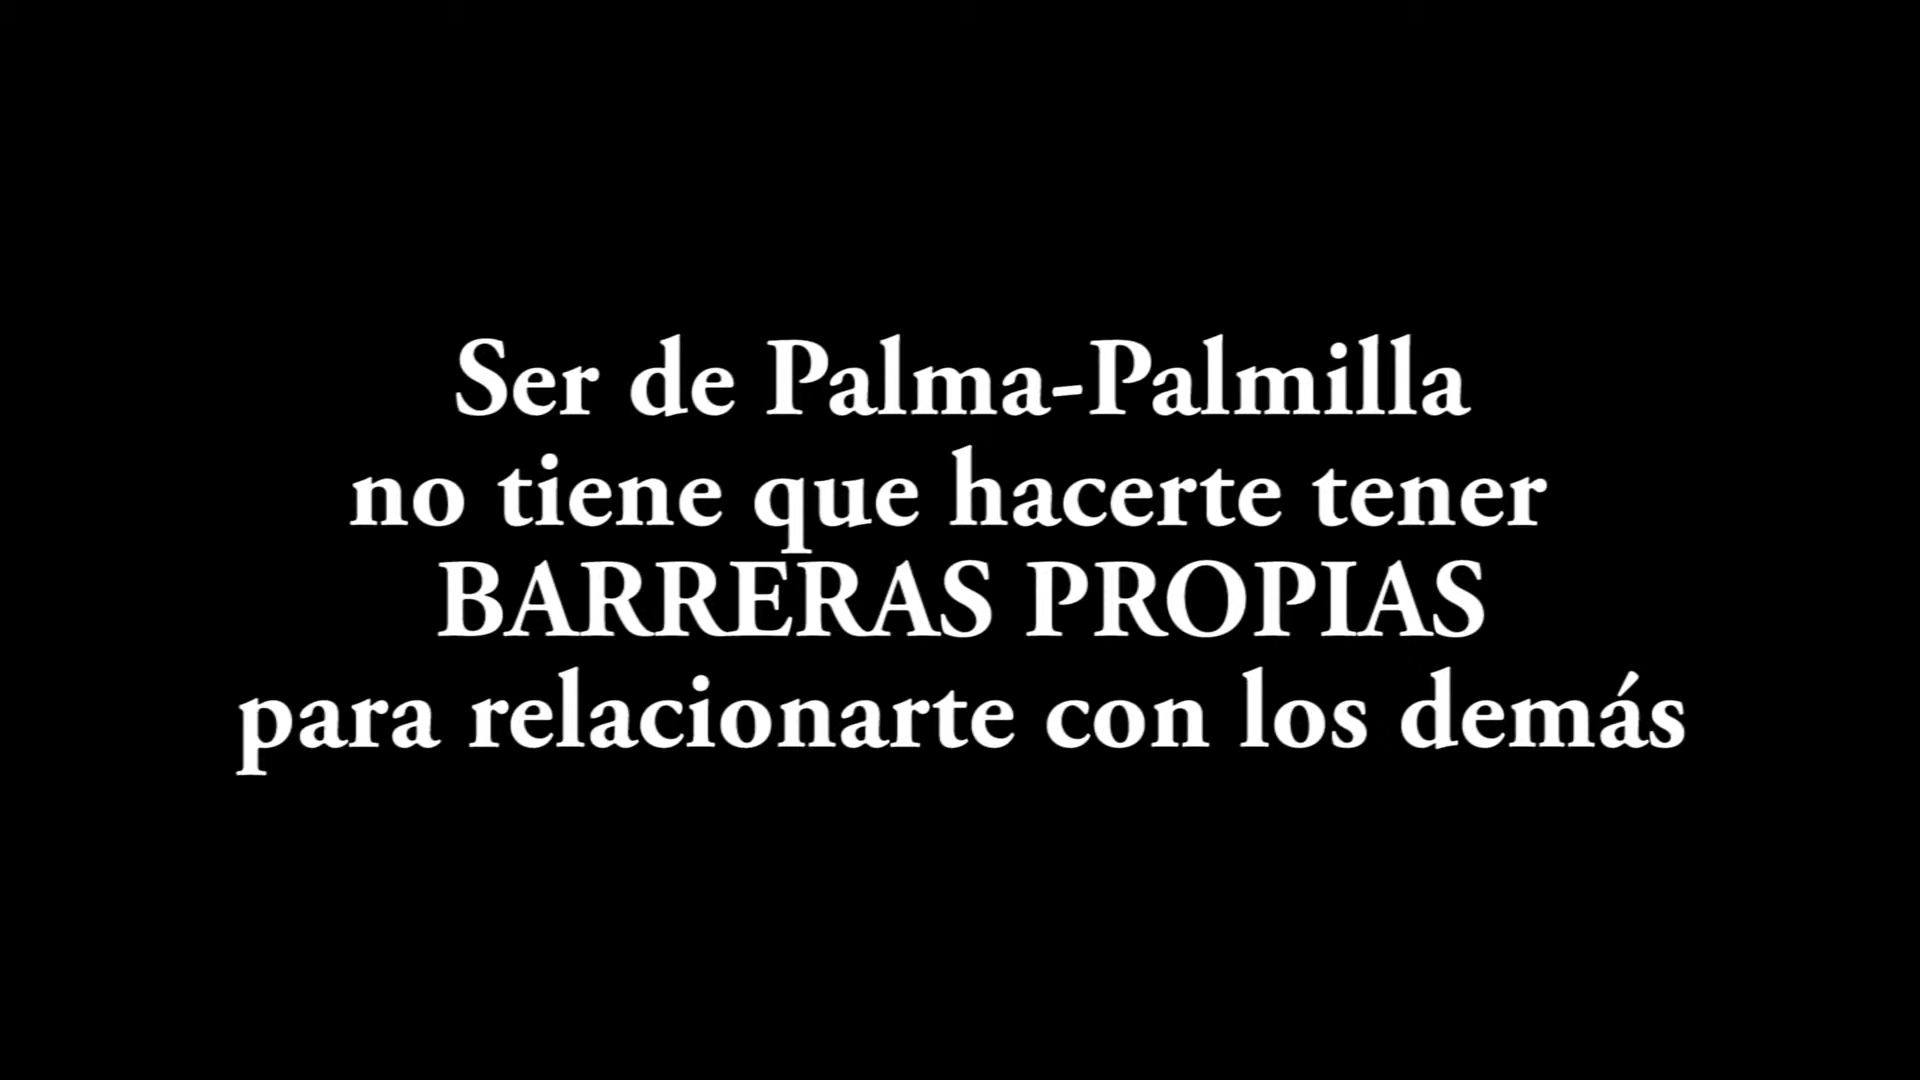 Ser de Palma-Palmilla
no tiene que hacerte tener
BARRERAS PROPIAS
para relacionarte con los demás